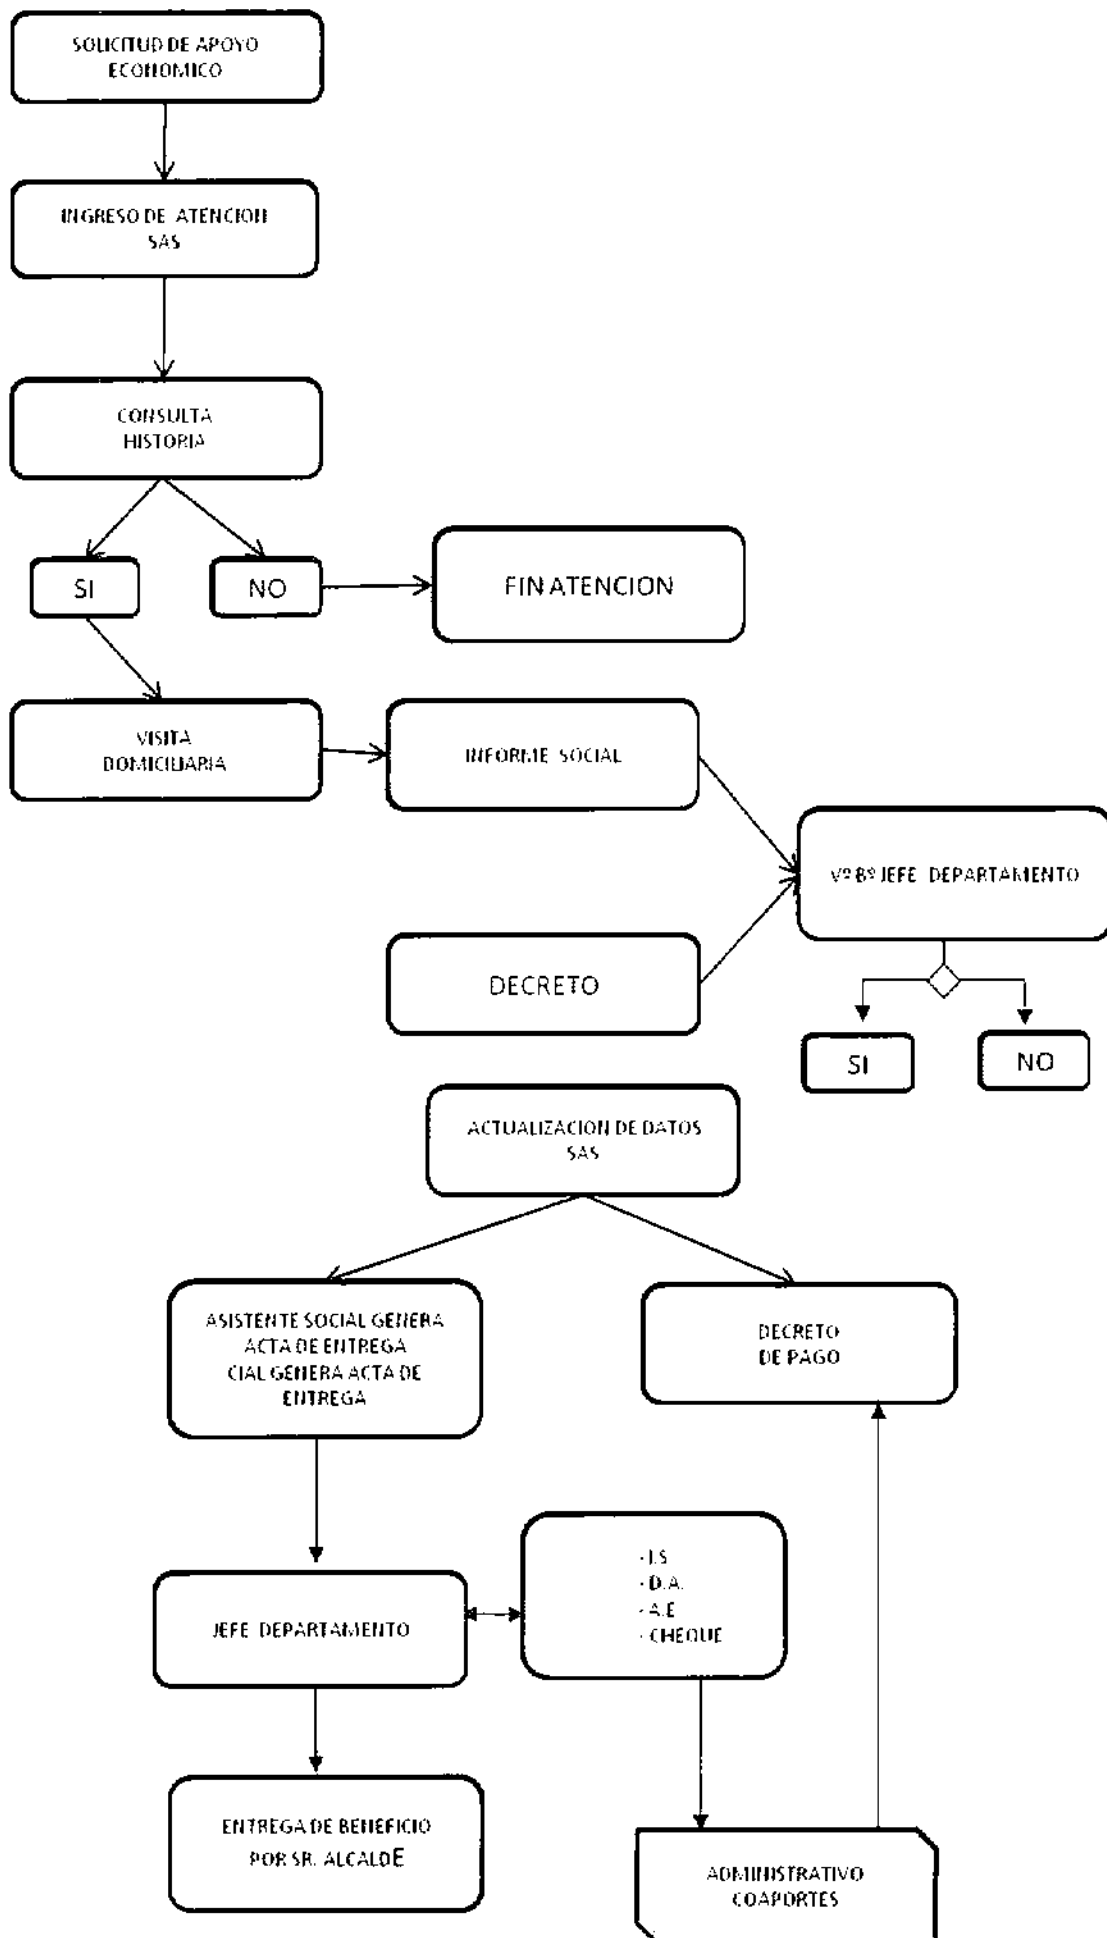 SOLICITUD DE APOYO
ECONOMICO
INGRESO DE ATENCION
SAS
CONSULTA
HISTORIA
SI
NO
FIN ATENCION
VISITA
DOMICILIARIA
INFORME SOCIAL
Vº Bº JEFE DEPARTAMENTO
DECRETO
SI
NO
ACTUALIZACION DE DATOS
SAS
ASISTENTE SOCIAL GENERA
ACTA DE ENTREGA
CIAL GENERA ACTA DE
ENTREGA
DECRETO
DE PAGO
- I.S
- D.A.
- A.E
- CHEQUE
JEFE DEPARTAMENTO
ENTREGA DE BENEFICIO
POR SR. ALCALDE
ADMINISTRATIVO
COAPORTES